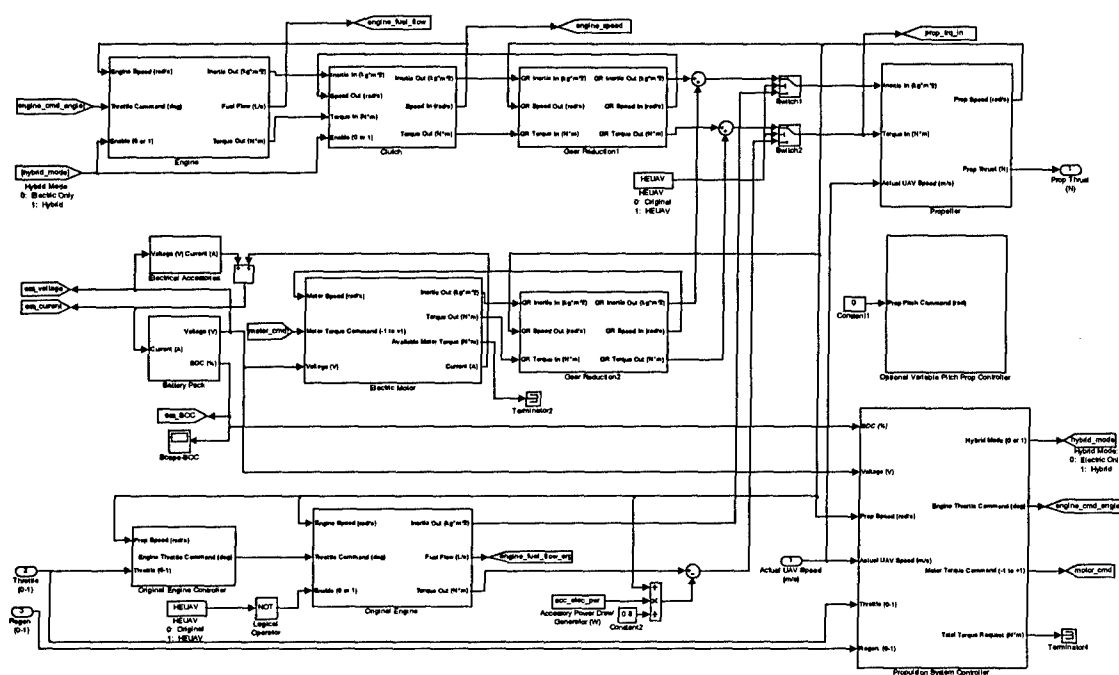 engine_fuel_flow
engine_speed
prop_trq_in
Engine Speed (rad/s)
Inertia Out (kg*m^2)
engine_cmd_angle
Throttle Command (deg)
Fuel Flow (L/s)
Enable (0 or 1)
Torque Out (N*m)
Engine
[hybrid_mode]
Hybrid Mode
0: Electric Only
1: Hybrid
Inertia In (kg*m^2)
Inertia Out (kg*m^2)
Speed Out (rad/s)
Speed In (rad/s)
Torque In (N*m)
Enable (0 or 1)
Torque Out (N*m)
Clutch
GR Inertia In (kg*m^2)
GR Inertia Out (kg*m^2)
GR Speed Out (rad/s)
GR Speed In (rad/s)
GR Torque In (N*m)
GR Torque Out (N*m)
Gear Reduction1
Switch1
Switch2
HEUAV
HEUAV
0: Original
1: HEUAV
Inertia In (kg*m^2)
Prop Speed (rad/s)
Torque In (N*m)
Prop Thrust (N)
Actual UAV Speed (m/s)
Propeller
1
Prop Thrust
(N)
Voltage (V)
Current (A)
Electrical Accessories
em_voltage
em_current
Voltage (V)
Current (A)
SOC (%)
Battery Pack
Motor Speed (rad/s)
Inertia Out (kg*m^2)
Torque Out (N*m)
motor_cmd
Motor Torque Command (-1 to +1)
Available Motor Torque (N*m)
Voltage (V)
Current (A)
Electric Motor
GR Inertia In (kg*m^2)
GR Inertia Out (kg*m^2)
GR Speed Out (rad/s)
GR Speed In (rad/s)
GR Torque In (N*m)
GR Torque Out (N*m)
Gear Reduction2
Terminator2
0
Constant1
Prop Pitch Command (rad)
Optional Variable Pitch Prop Controller
em_SOC
Scope-SOC
SOC (%)
Hybrid Mode (0 or 1)
hybrid_mode
Hybrid Mode:
0: Electric Only
1: Hybrid
Voltage (V)
Engine Throttle Command (deg)
engine_cmd_angle
Prop Speed (rad/s)
Actual UAV Speed (m/s)
Motor Torque Command (-1 to +1)
motor_cmd
Throttle (0-1)
Total Torque Request (N*m)
Terminator4
Regen (0-1)
Propulsion System Controller
Actual UAV Speed
(m/s)
Prop Speed (rad/s)
Engine Throttle Command (deg)
Throttle (0-1)
Original Engine Controller
2
Throttle
(0-1)
3
Regen
(0-1)
HEUAV
HEUAV
0: Original
1: HEUAV
NOT
Logical
Operator
Engine Speed (rad/s)
Inertia Out (kg*m^2)
Throttle Command (deg)
Fuel Flow (L/s)
engine_fuel_flow_org
Enable (0 or 1)
Torque Out (N*m)
Original Engine
acc_elec_pwr
Accessory Power Draw
Generator (W)
0.8
Constant2